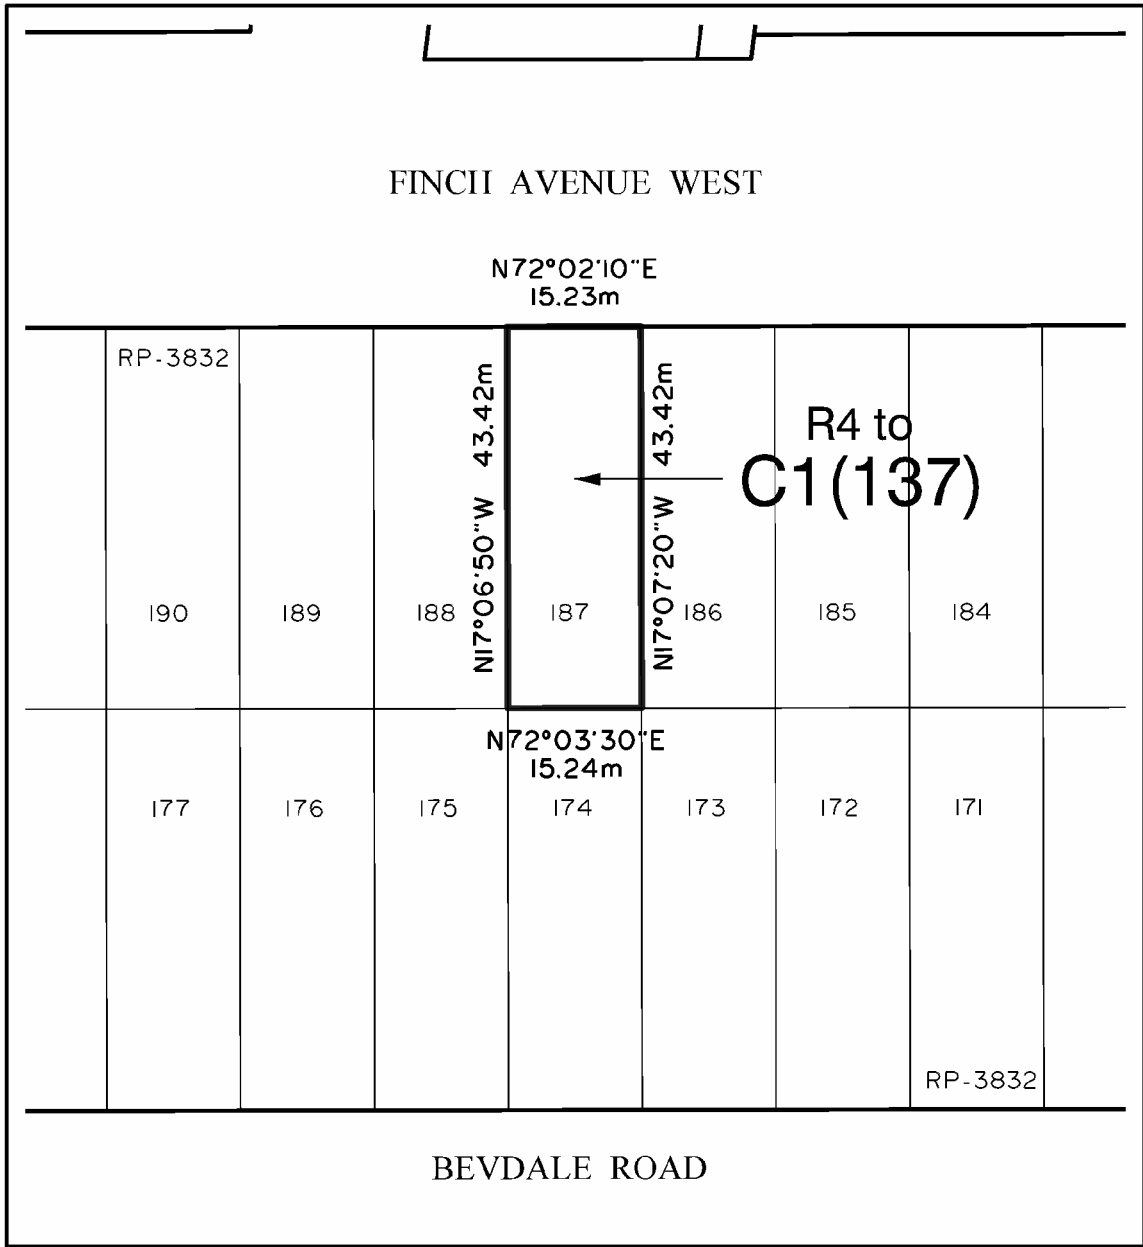 FINCH AVENUE WEST
N72°02'10"E
15.23m
RP-3832
N17°06'50"W 43.42m
N17°07'20"W 43.42m
R4 to
C1(137)
190 189 188 187 186 185 184
N72°03'30"E
15.24m
177 176 175 174 173 172 171
RP-3832
BEVDALE ROAD